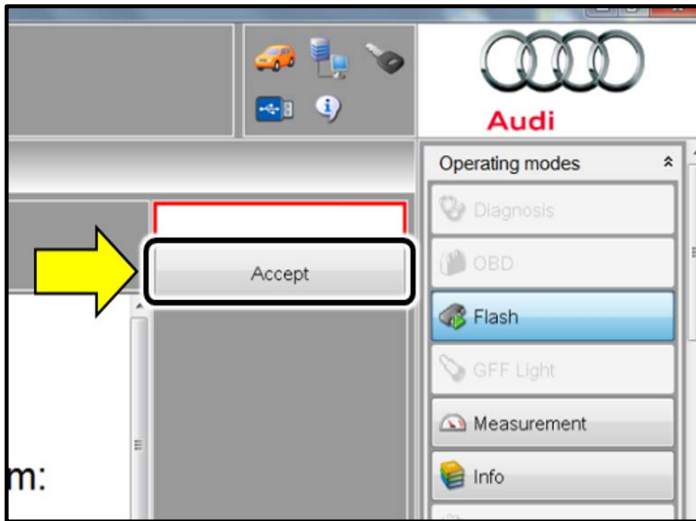 Audi
Operating modes
Diagnosis
Accept
OBD
Flash
GFF Light
Measurement
m:
Info